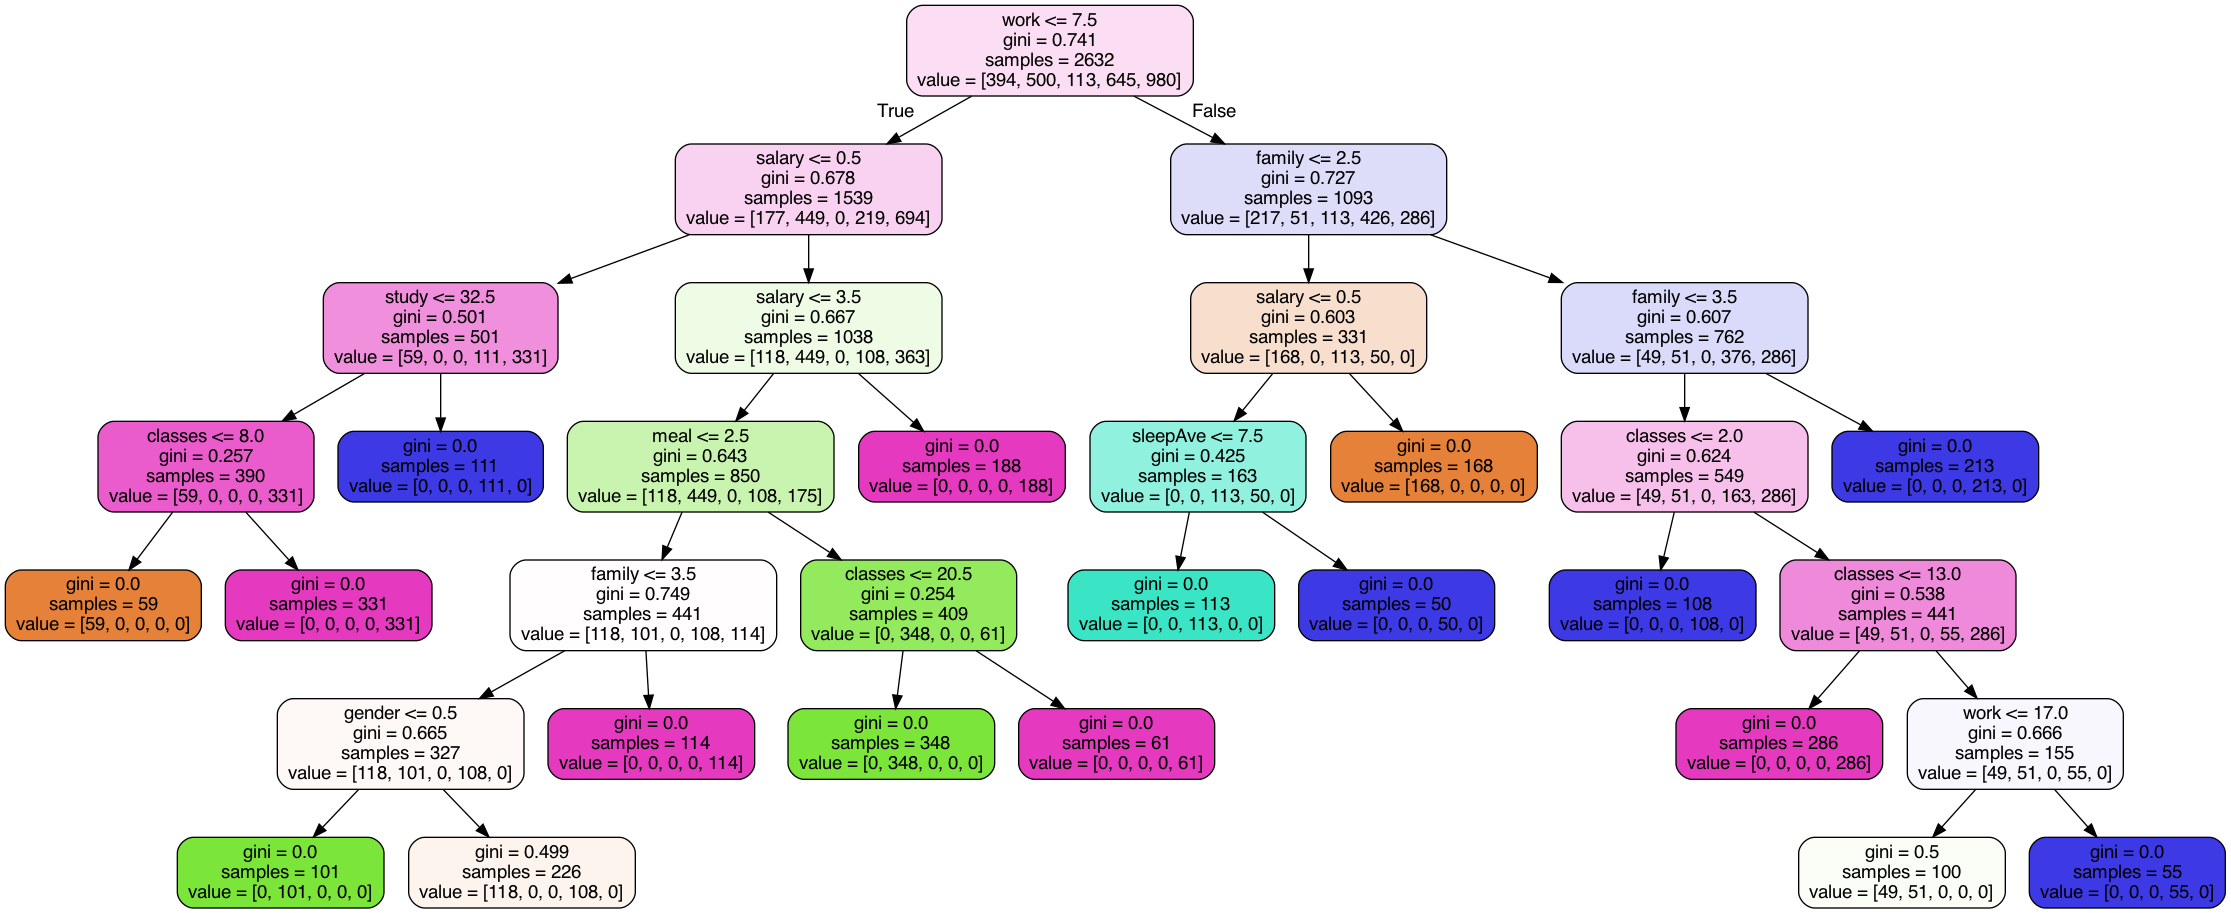 work <= 7.5
gini = 0.741
samples = 2632
value = [394, 500, 113, 645, 980]
True
False
salary <= 0.5
gini = 0.678
samples = 1539
value = [177, 449, 0, 219, 694]
family <= 2.5
gini = 0.727
samples = 1093
value = [217, 51, 113, 426, 286]
study <= 32.5
gini = 0.501
samples = 501
value = [59, 0, 0, 111, 331]
salary <= 3.5
gini = 0.667
samples = 1038
value = [118, 449, 0, 108, 363]
salary <= 0.5
gini = 0.603
samples = 331
value = [168, 0, 113, 50, 0]
family <= 3.5
gini = 0.607
samples = 762
value = [49, 51, 0, 376, 286]
classes <= 8.0
gini = 0.257
samples = 390
value = [59, 0, 0, 0, 331]
gini = 0.0
samples = 111
value = [0, 0, 0, 111, 0]
meal <= 2.5
gini = 0.643
samples = 850
value = [118, 449, 0, 108, 175]
gini = 0.0
samples = 188
value = [0, 0, 0, 0, 188]
sleepAve <= 7.5
gini = 0.425
samples = 163
value = [0, 0, 113, 50, 0]
gini = 0.0
samples = 168
value = [168, 0, 0, 0, 0]
classes <= 2.0
gini = 0.624
samples = 549
value = [49, 51, 0, 163, 286]
gini = 0.0
samples = 213
value = [0, 0, 0, 213, 0]
gini = 0.0
samples = 59
value = [59, 0, 0, 0, 0]
gini = 0.0
samples = 331
value = [0, 0, 0, 0, 331]
family <= 3.5
gini = 0.749
samples = 441
value = [118, 101, 0, 108, 114]
classes <= 20.5
gini = 0.254
samples = 409
value = [0, 348, 0, 0, 61]
gini = 0.0
samples = 113
value = [0, 0, 113, 0, 0]
gini = 0.0
samples = 50
value = [0, 0, 0, 50, 0]
gini = 0.0
samples = 108
value = [0, 0, 0, 108, 0]
classes <= 13.0
gini = 0.538
samples = 441
value = [49, 51, 0, 55, 286]
gender <= 0.5
gini = 0.665
samples = 327
value = [118, 101, 0, 108, 0]
gini = 0.0
samples = 114
value = [0, 0, 0, 0, 114]
gini = 0.0
samples = 348
value = [0, 348, 0, 0, 0]
gini = 0.0
samples = 61
value = [0, 0, 0, 0, 61]
gini = 0.0
samples = 286
value = [0, 0, 0, 0, 286]
work <= 17.0
gini = 0.666
samples = 155
value = [49, 51, 0, 55, 0]
gini = 0.0
samples = 101
value = [0, 101, 0, 0, 0]
gini = 0.499
samples = 226
value = [118, 0, 0, 108, 0]
gini = 0.5
samples = 100
value = [49, 51, 0, 0, 0]
gini = 0.0
samples = 55
value = [0, 0, 0, 55, 0]